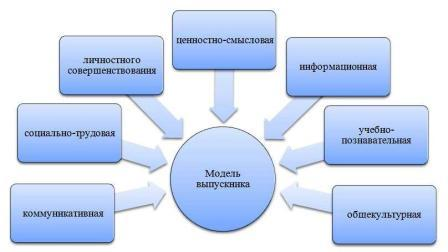 ценностно-смысловая
личностного
совершенствования
информационная
социально-трудовая
учебно-
познавательная
Модель
выпускника
коммуникативная
общекультурная